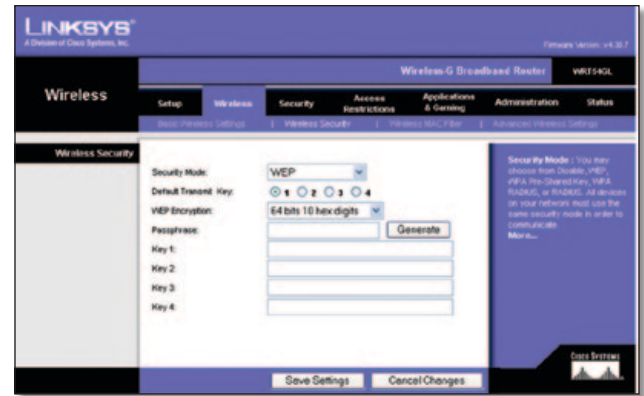 LINKSYS®
A Division of Cisco Systems, Inc.
Firmware Version: v4.30.7
Wireless-G Broadband Router WRT54GL
Wireless
Setup Wireless Security Access Restrictions Applications & Gaming Administration Status
Basic Wireless Settings | Wireless Security | Wireless MAC Filter | Advanced Wireless Settings
Wireless Security
Security Mode: WEP
Default Transmit Key: 1 2 3 4
WEP Encryption: 64 bits 10 hex digits
Passphrase: Generate
Key 1:
Key 2:
Key 3:
Key 4:
Security Mode : You may
choose from Disable, WEP,
WPA Pre-Shared Key, WPA
RADIUS, or RADIUS. All devices
on your network must use the
same security mode in order to
communicate.
More...
Save Settings Cancel Changes
CISCO SYSTEMS